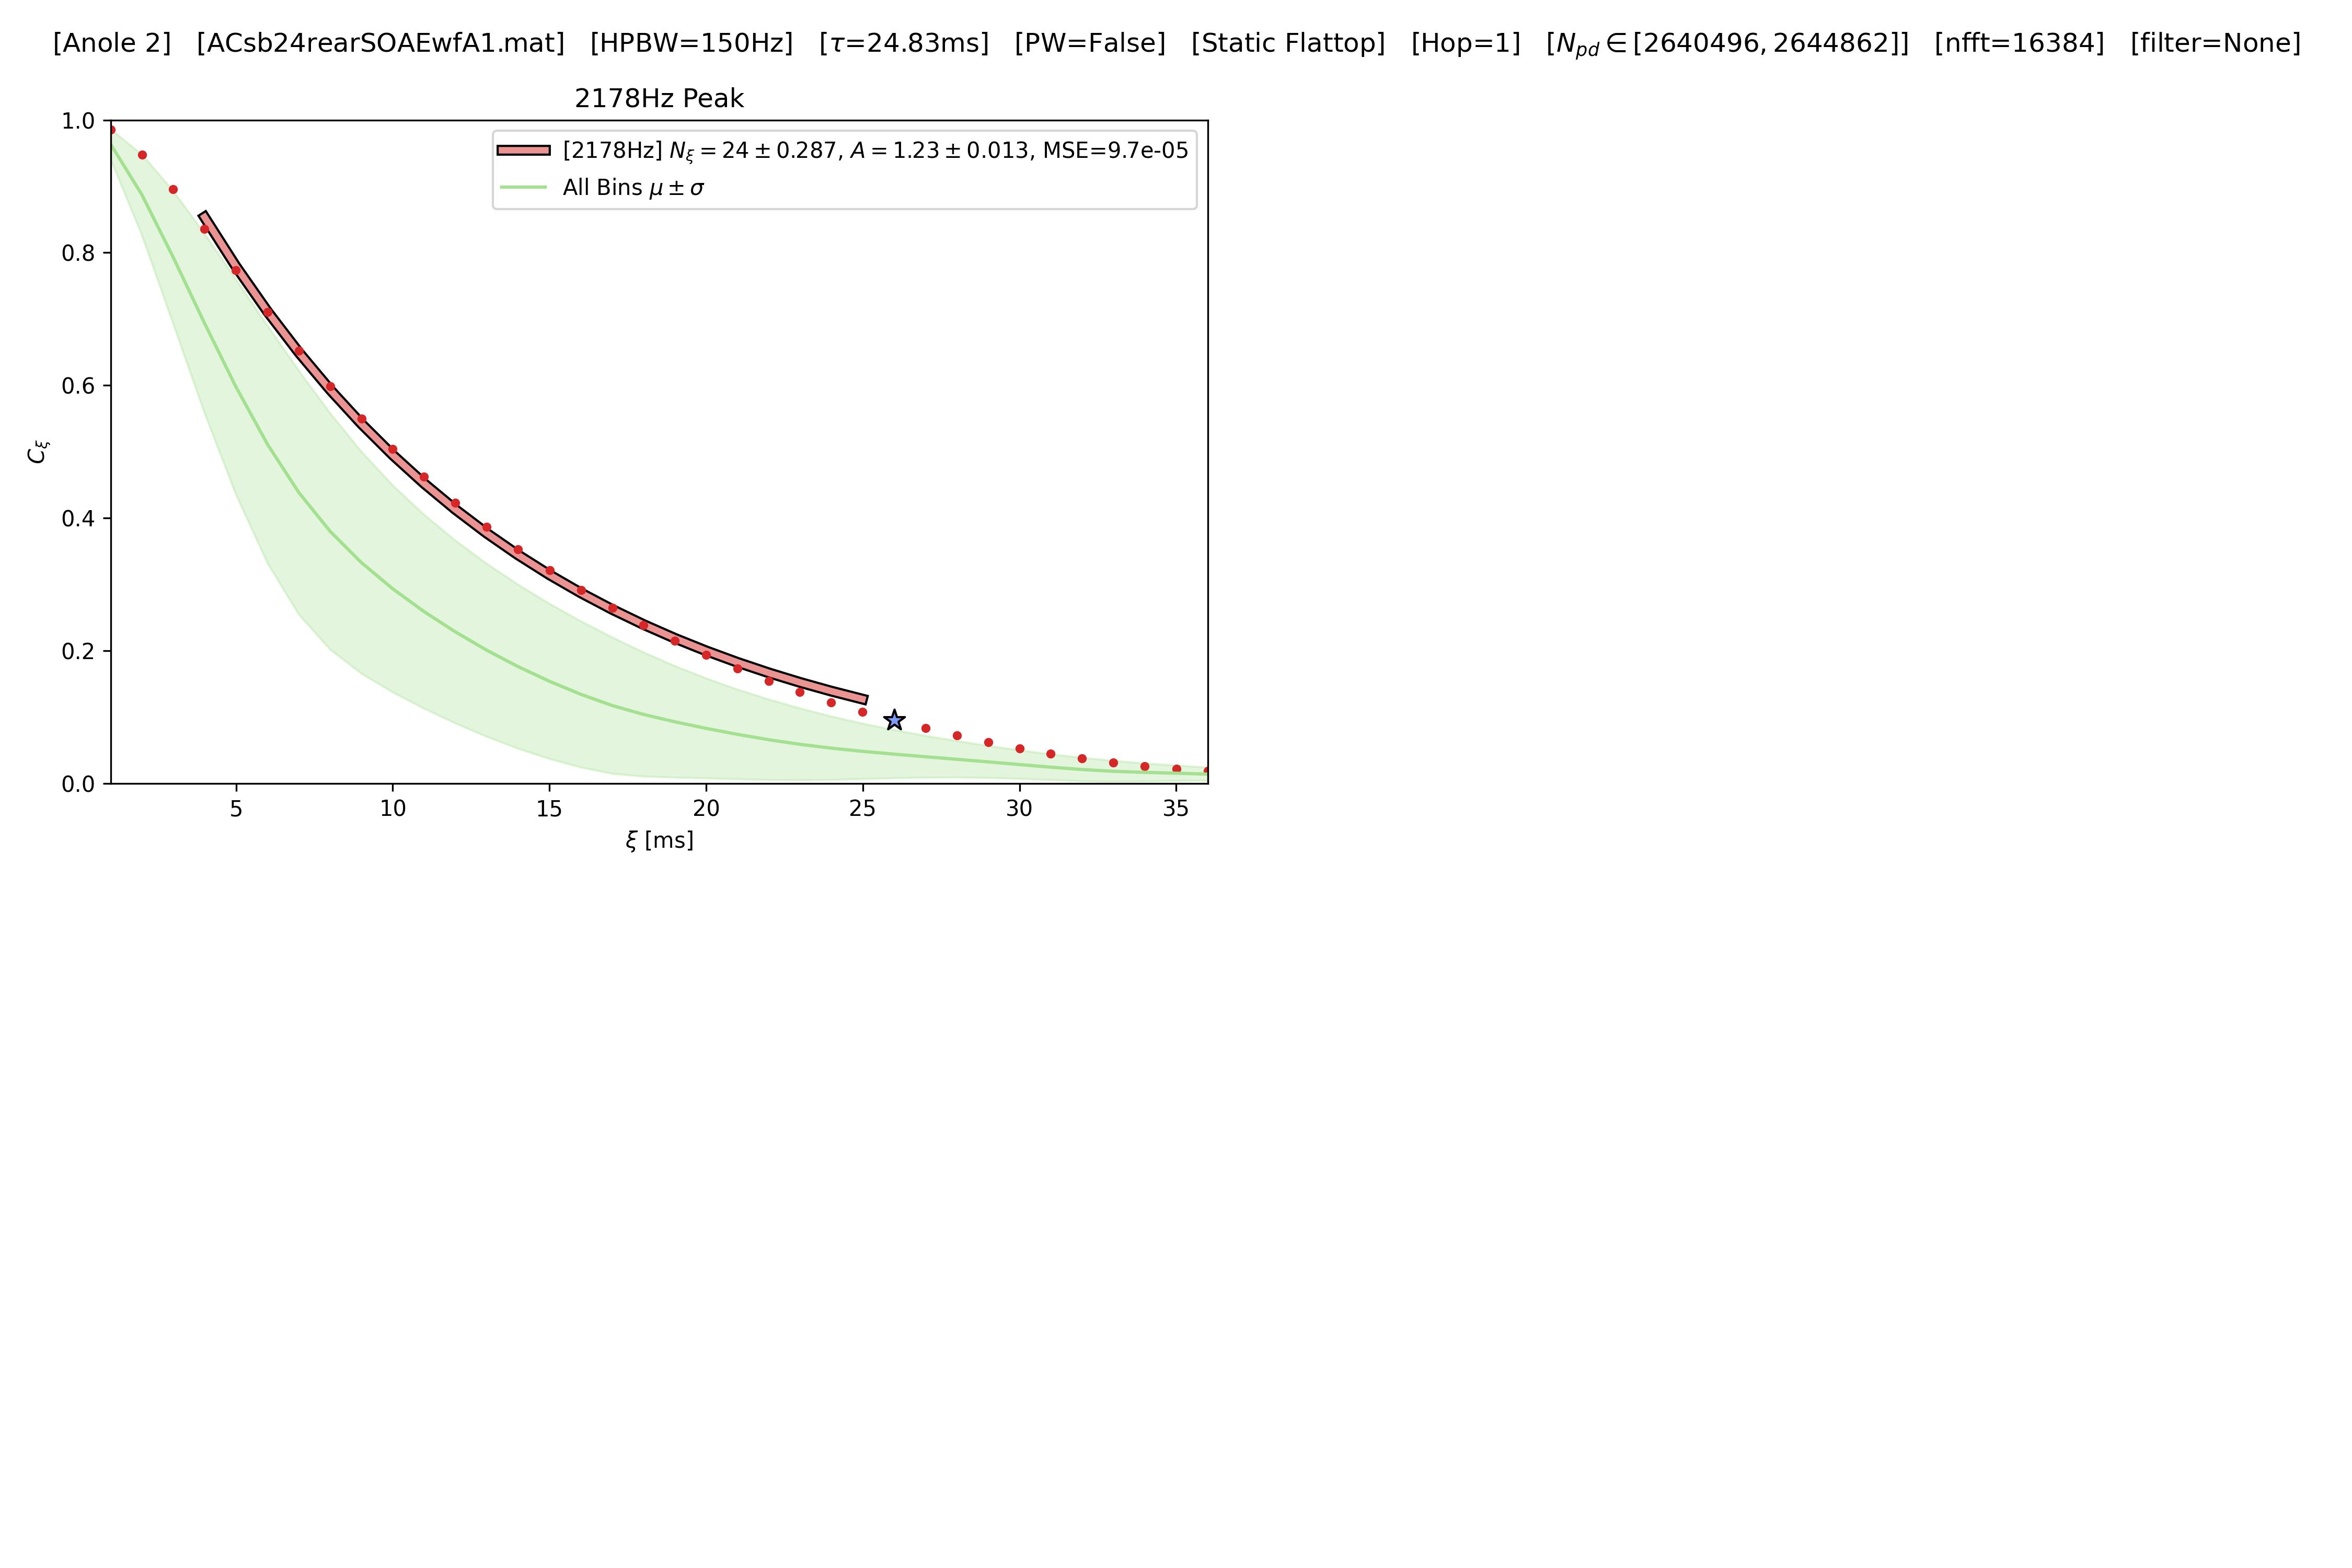 [Anole 2] [ACsb24rearSOAEwfA1.mat] [HPBW=150Hz] [τ=24.83ms] [PW=False] [Static Flattop] [Hop=1] [N_pd ∈ [2640496, 2644862]] [nfft=16384] [filter=None]
2178Hz Peak
[2178Hz] N_ξ = 24 ± 0.287, A = 1.23 ± 0.013, MSE=9.7e-05
All Bins μ ± σ
1.0
0.8
0.6
0.4
0.2
0.0
C_ξ
5 10 15 20 25 30 35
ξ [ms]